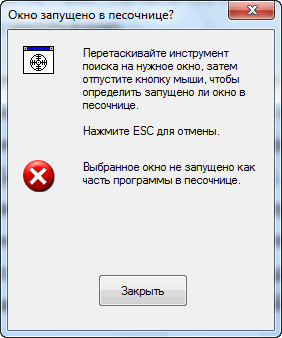 Окно запущено в песочнице?
Перетаскивайте инструмент
поиска на нужное окно, затем
отпустите кнопку мыши, чтобы
определить запущено ли окно в
песочнице.
Нажмите ESC для отмены.
Выбранное окно не запущено как
часть программы в песочнице.
Закрыть